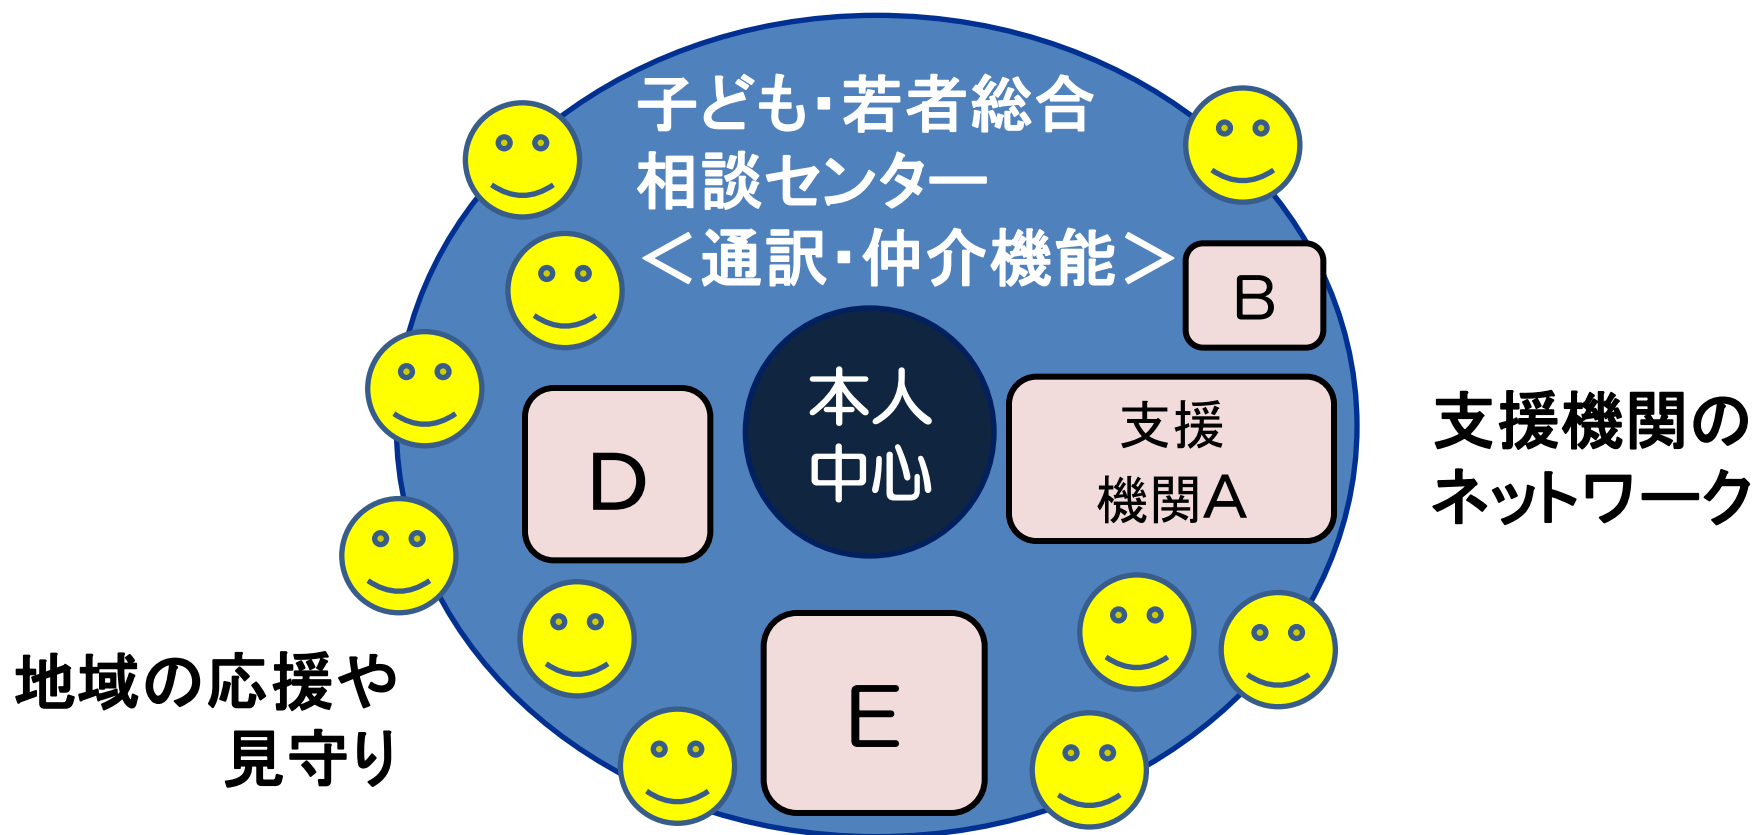 子ども・若者総合
相談センター
＜通訳・仲介機能＞
B
本人
中心
支援
機関A
支援機関の
ネットワーク
D
E
地域の応援や
見守り